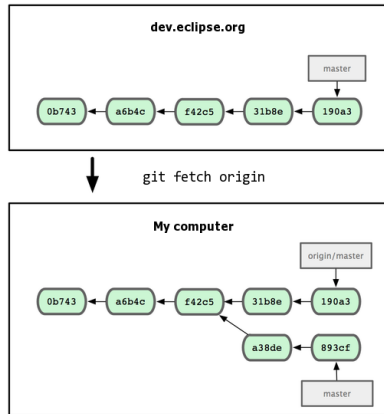 dev.eclipse.org
master
0b743 a6b4c f42c5 31b8e 190a3
git fetch origin
My computer
origin/master
0b743 a6b4c f42c5 31b8e 190a3
a38de 893cf
master